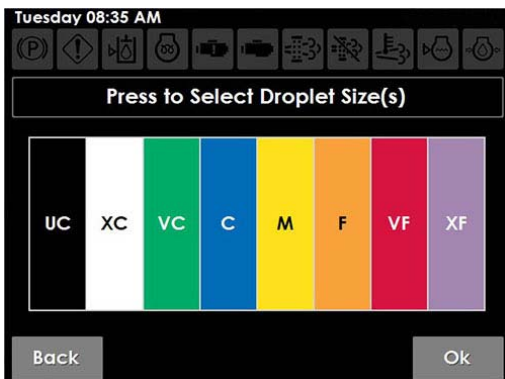 Tuesday 08:35 AM
(P)
Press to Select Droplet Size(s)
UC XC VC C M F VF XF
Back Ok